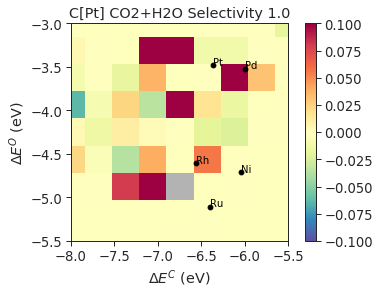 C[Pt] CO2+H2O Selectivity 1.0
−3.0
−3.5
−4.0
−4.5
−5.0
−5.5
ΔE^O (eV)
Pt
Pd
Rh
Ni
Ru
−8.0 −7.5 −7.0 −6.5 −6.0 −5.5
ΔE^C (eV)
0.100
0.075
0.050
0.025
0.000
−0.025
−0.050
−0.075
−0.100